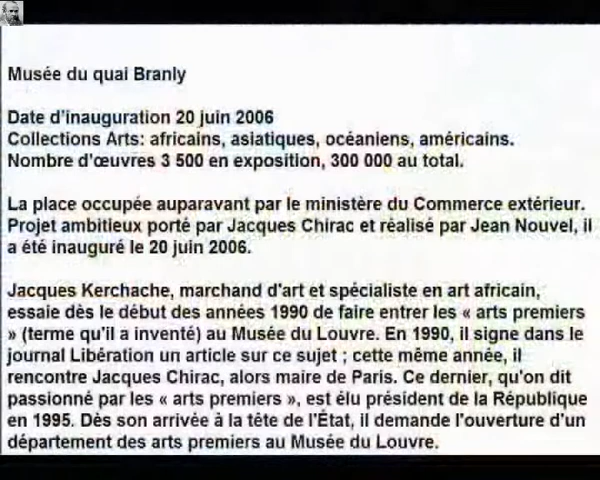 Musée du quai Branly
Date d'inauguration 20 juin 2006
Collections Arts: africains, asiatiques, océaniens, américains.
Nombre d'œuvres 3 500 en exposition, 300 000 au total.
La place occupée auparavant par le ministère du Commerce extérieur.
Projet ambitieux porté par Jacques Chirac et réalisé par Jean Nouvel, il
a été inauguré le 20 juin 2006.
Jacques Kerchache, marchand d'art et spécialiste en art africain,
essaie dès le début des années 1990 de faire entrer les « arts premiers
» (terme qu'il a inventé) au Musée du Louvre. En 1990, il signe dans le
journal Libération un article sur ce sujet ; cette même année, il
rencontre Jacques Chirac, alors maire de Paris. Ce dernier, qu'on dit
passionné par les « arts premiers », est élu président de la République
en 1995. Dès son arrivée à la tête de l'État, il demande l'ouverture d'un
département des arts premiers au Musée du Louvre.